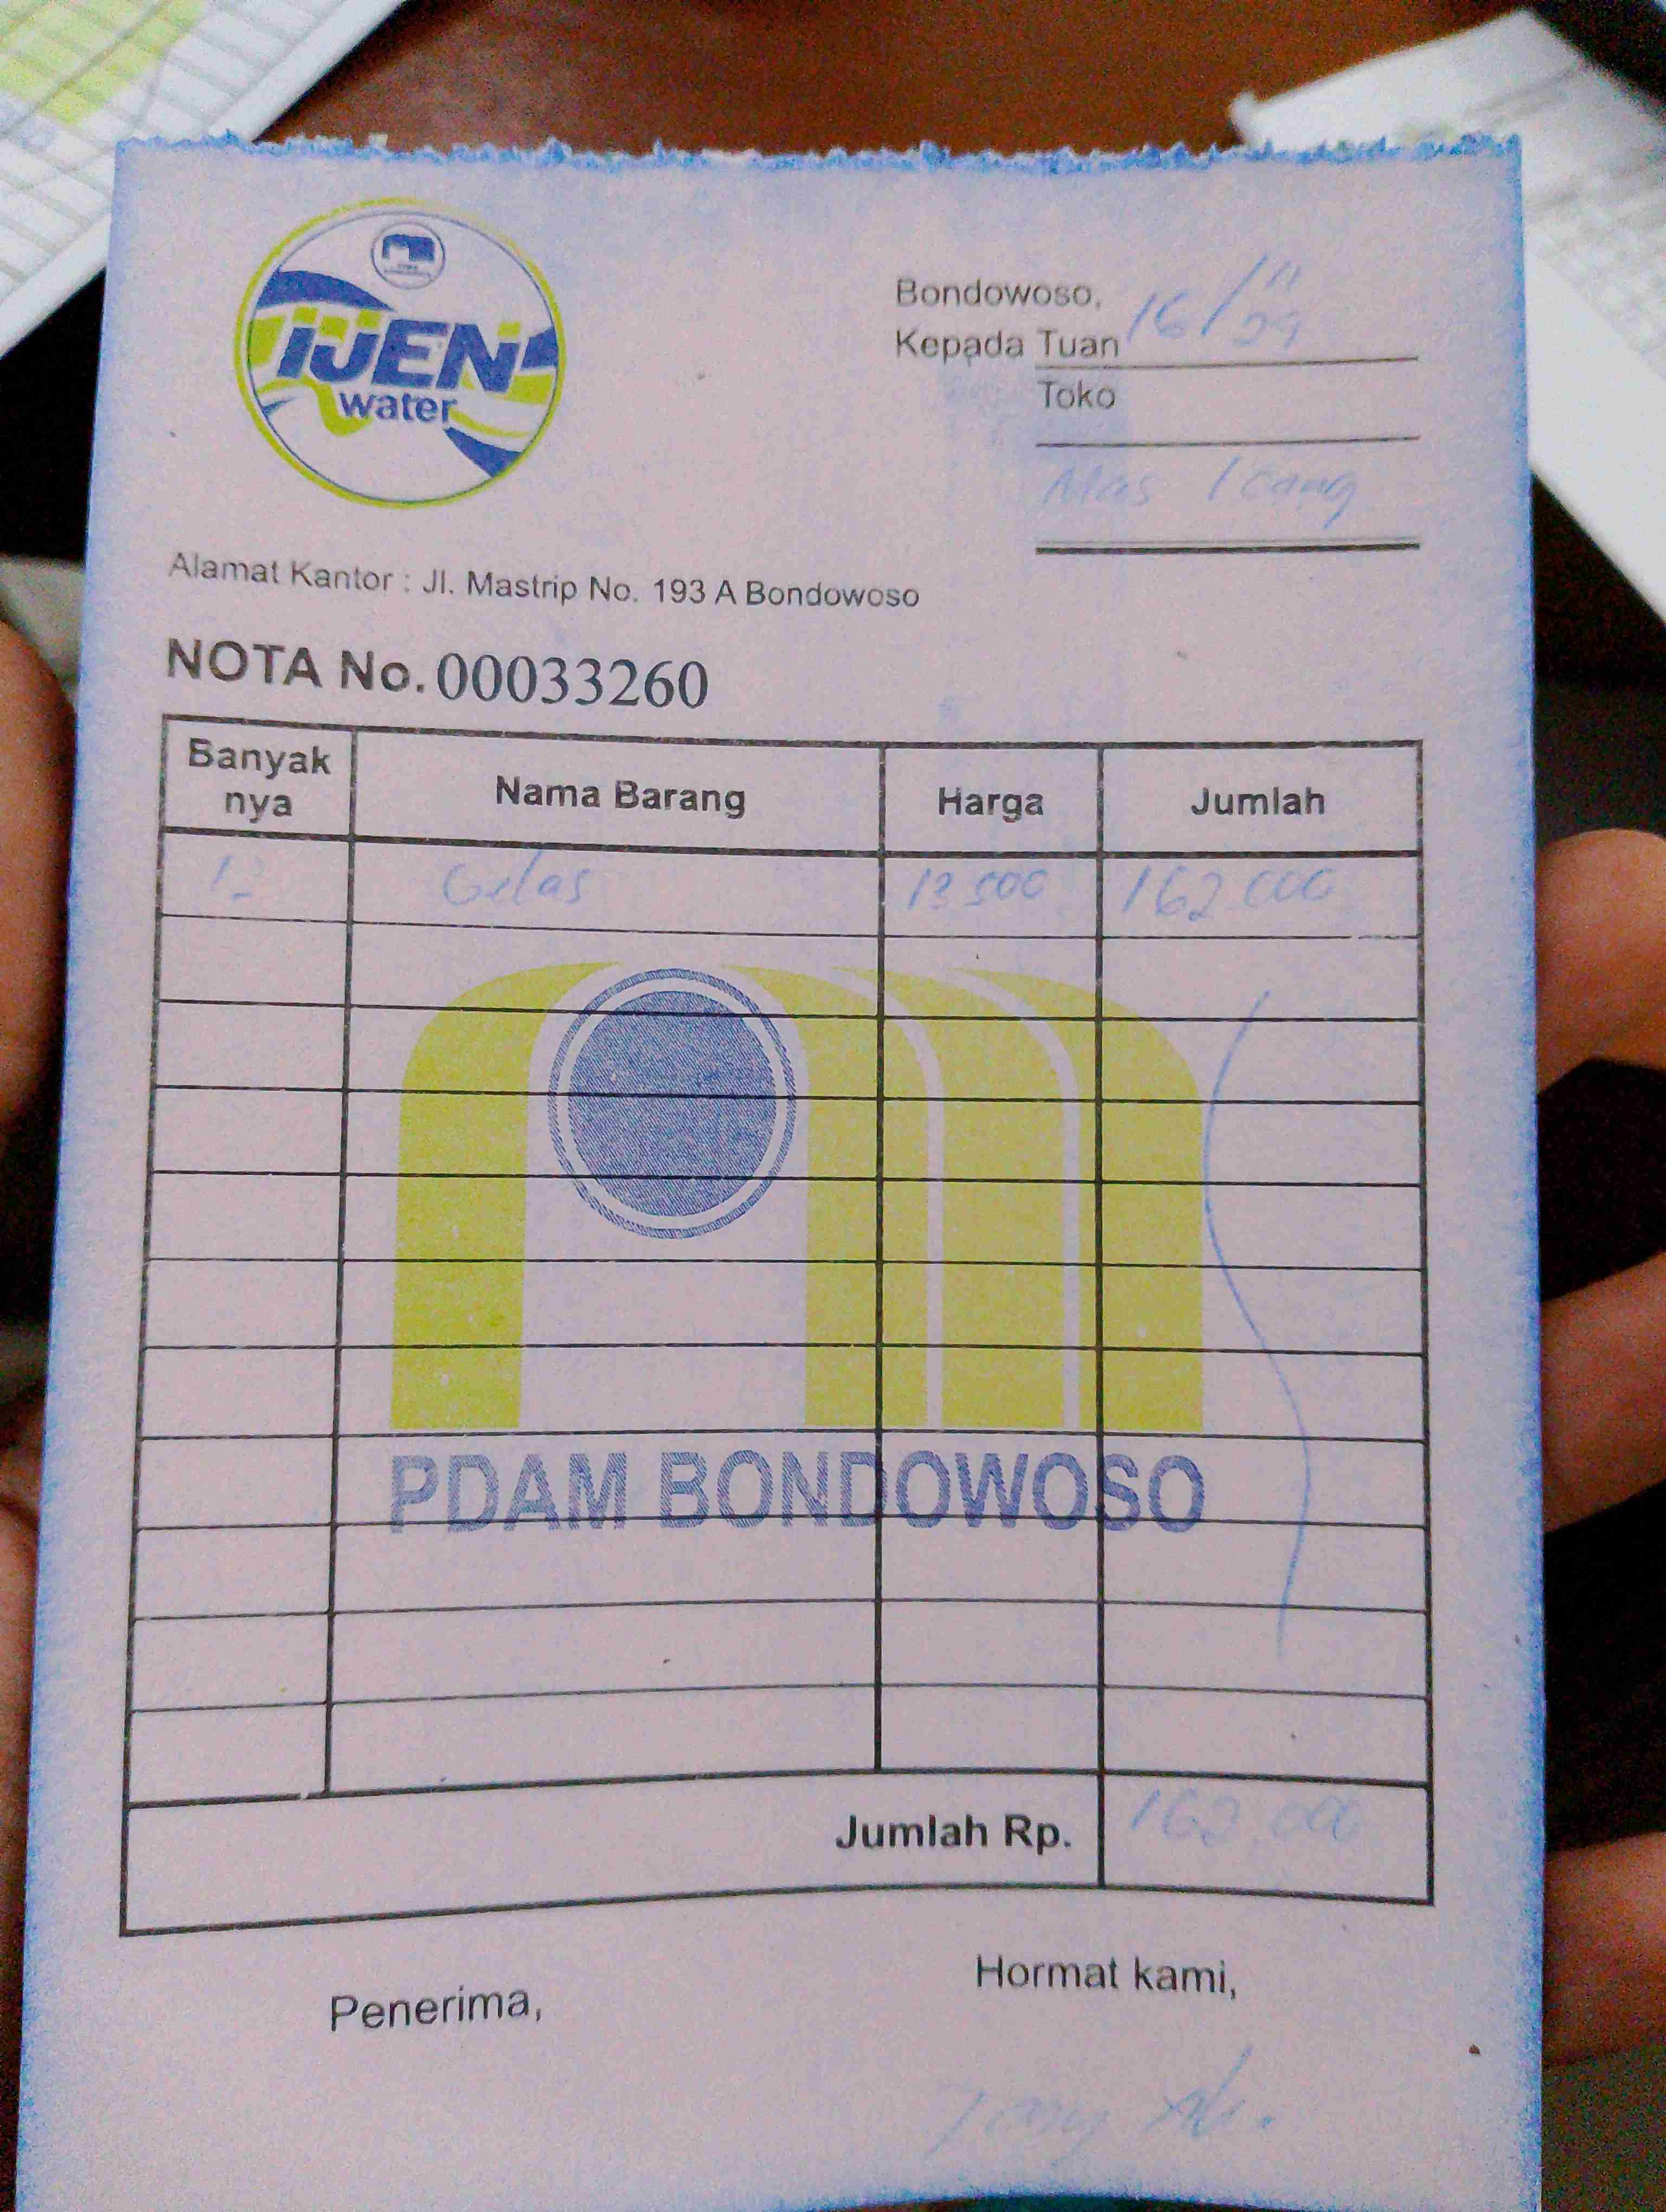 IJEN
water
Bondowoso, 16/11
Kepada Tuan
Toko
Mas Icang
Alamat Kantor : Jl. Mastrip No. 193 A Bondowoso
NOTA No. 00033260
Banyak nya Nama Barang Harga Jumlah
12 Gelas 13.500 162.000
PDAM BONDOWOSO
Jumlah Rp. 162.000
Penerima, Hormat kami,